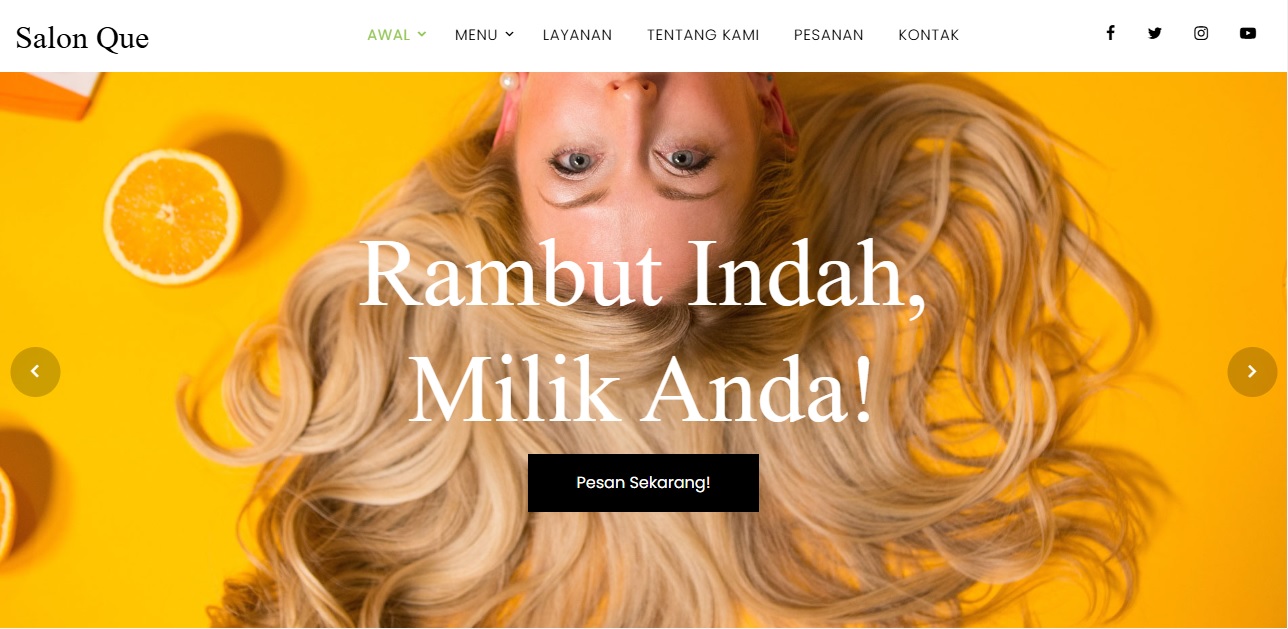 Salon Que
AWAL
MENU
LAYANAN
TENTANG KAMI
PESANAN
KONTAK
Rambut Indah,
Milik Anda!
Pesan Sekarang!